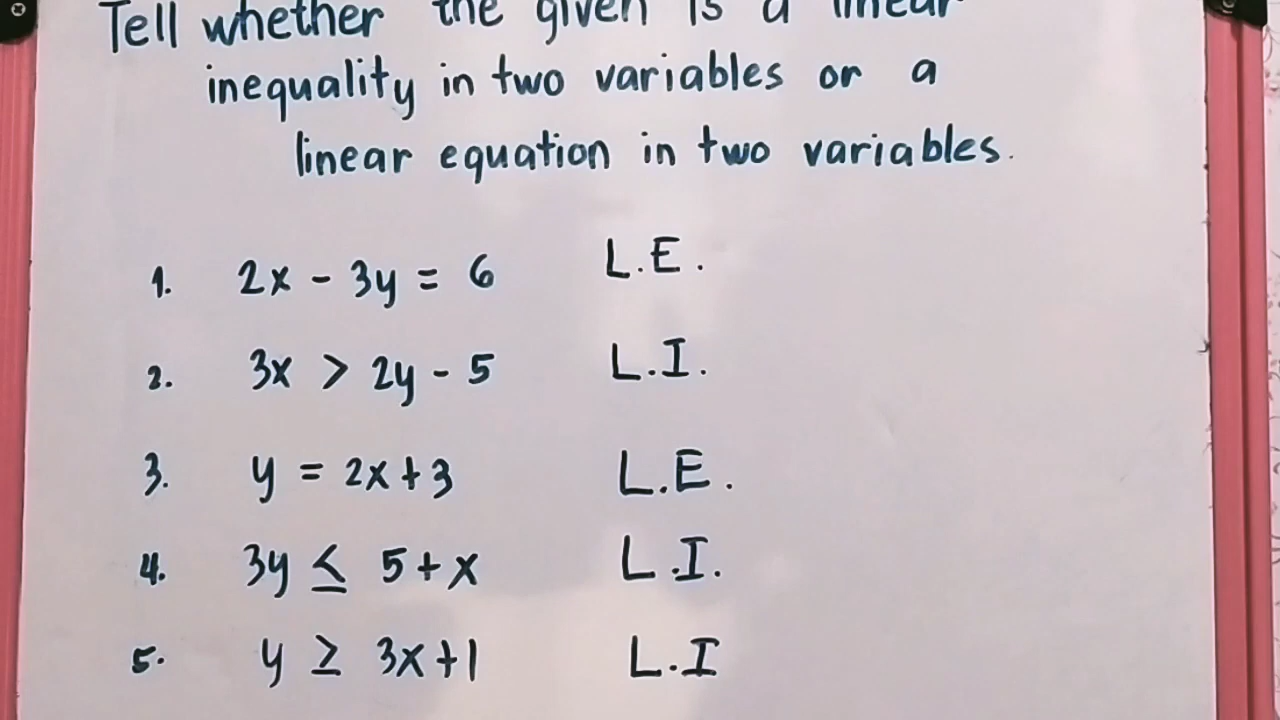 Tell whether the given is a linear
inequality in two variables or a
linear equation in two variables.
1. 2x - 3y = 6 L.E.
2. 3x > 2y - 5 L.I.
3. y = 2x + 3 L.E.
4. 3y ≤ 5 + x L.I.
5. y ≥ 3x + 1 L.I